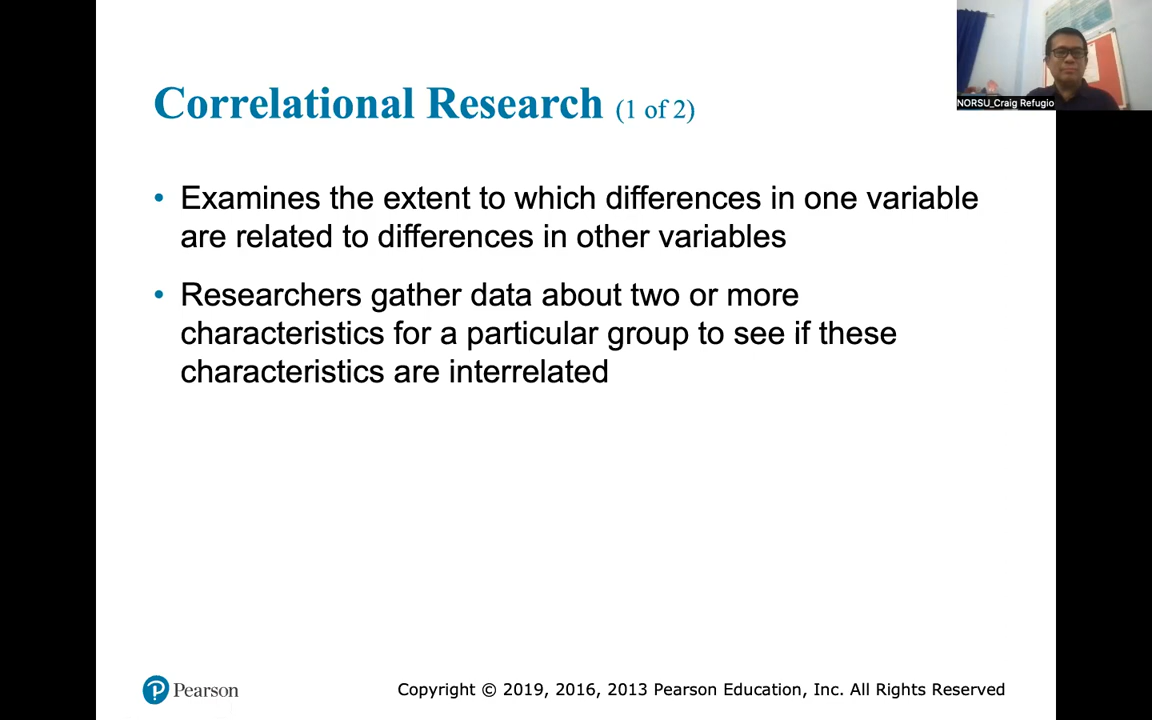 NORSU_Craig Refugio
Correlational Research (1 of 2)
• Examines the extent to which differences in one variable
are related to differences in other variables
• Researchers gather data about two or more
characteristics for a particular group to see if these
characteristics are interrelated
Pearson
Copyright © 2019, 2016, 2013 Pearson Education, Inc. All Rights Reserved